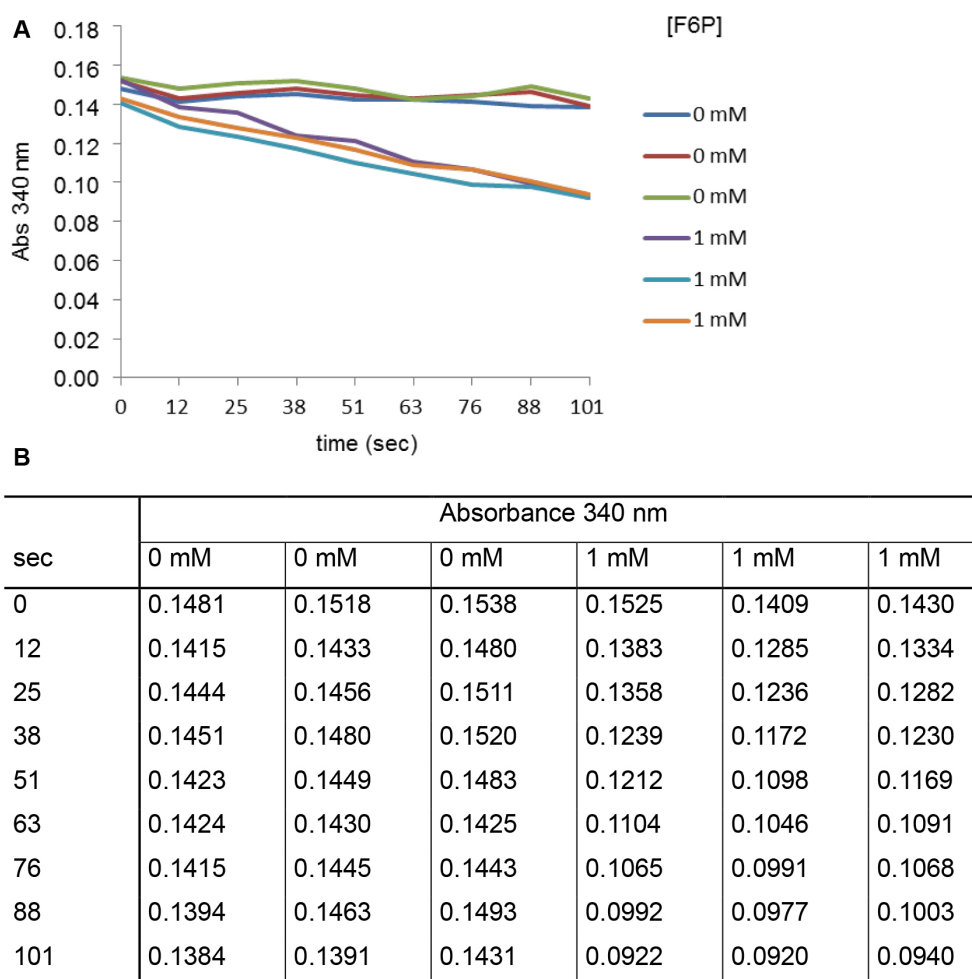 A
[F6P]
0.18
0.16
0.14
0.12
0.10
0.08
0.06
0.04
0.02
0.00
Abs 340 nm
0 12 25 38 51 63 76 88 101
time (sec)
0 mM
0 mM
0 mM
1 mM
1 mM
1 mM
B
Absorbance 340 nm
sec 0 mM 0 mM 0 mM 1 mM 1 mM 1 mM
0 0.1481 0.1518 0.1538 0.1525 0.1409 0.1430
12 0.1415 0.1433 0.1480 0.1383 0.1285 0.1334
25 0.1444 0.1456 0.1511 0.1358 0.1236 0.1282
38 0.1451 0.1480 0.1520 0.1239 0.1172 0.1230
51 0.1423 0.1449 0.1483 0.1212 0.1098 0.1169
63 0.1424 0.1430 0.1425 0.1104 0.1046 0.1091
76 0.1415 0.1445 0.1443 0.1065 0.0991 0.1068
88 0.1394 0.1463 0.1493 0.0992 0.0977 0.1003
101 0.1384 0.1391 0.1431 0.0922 0.0920 0.0940